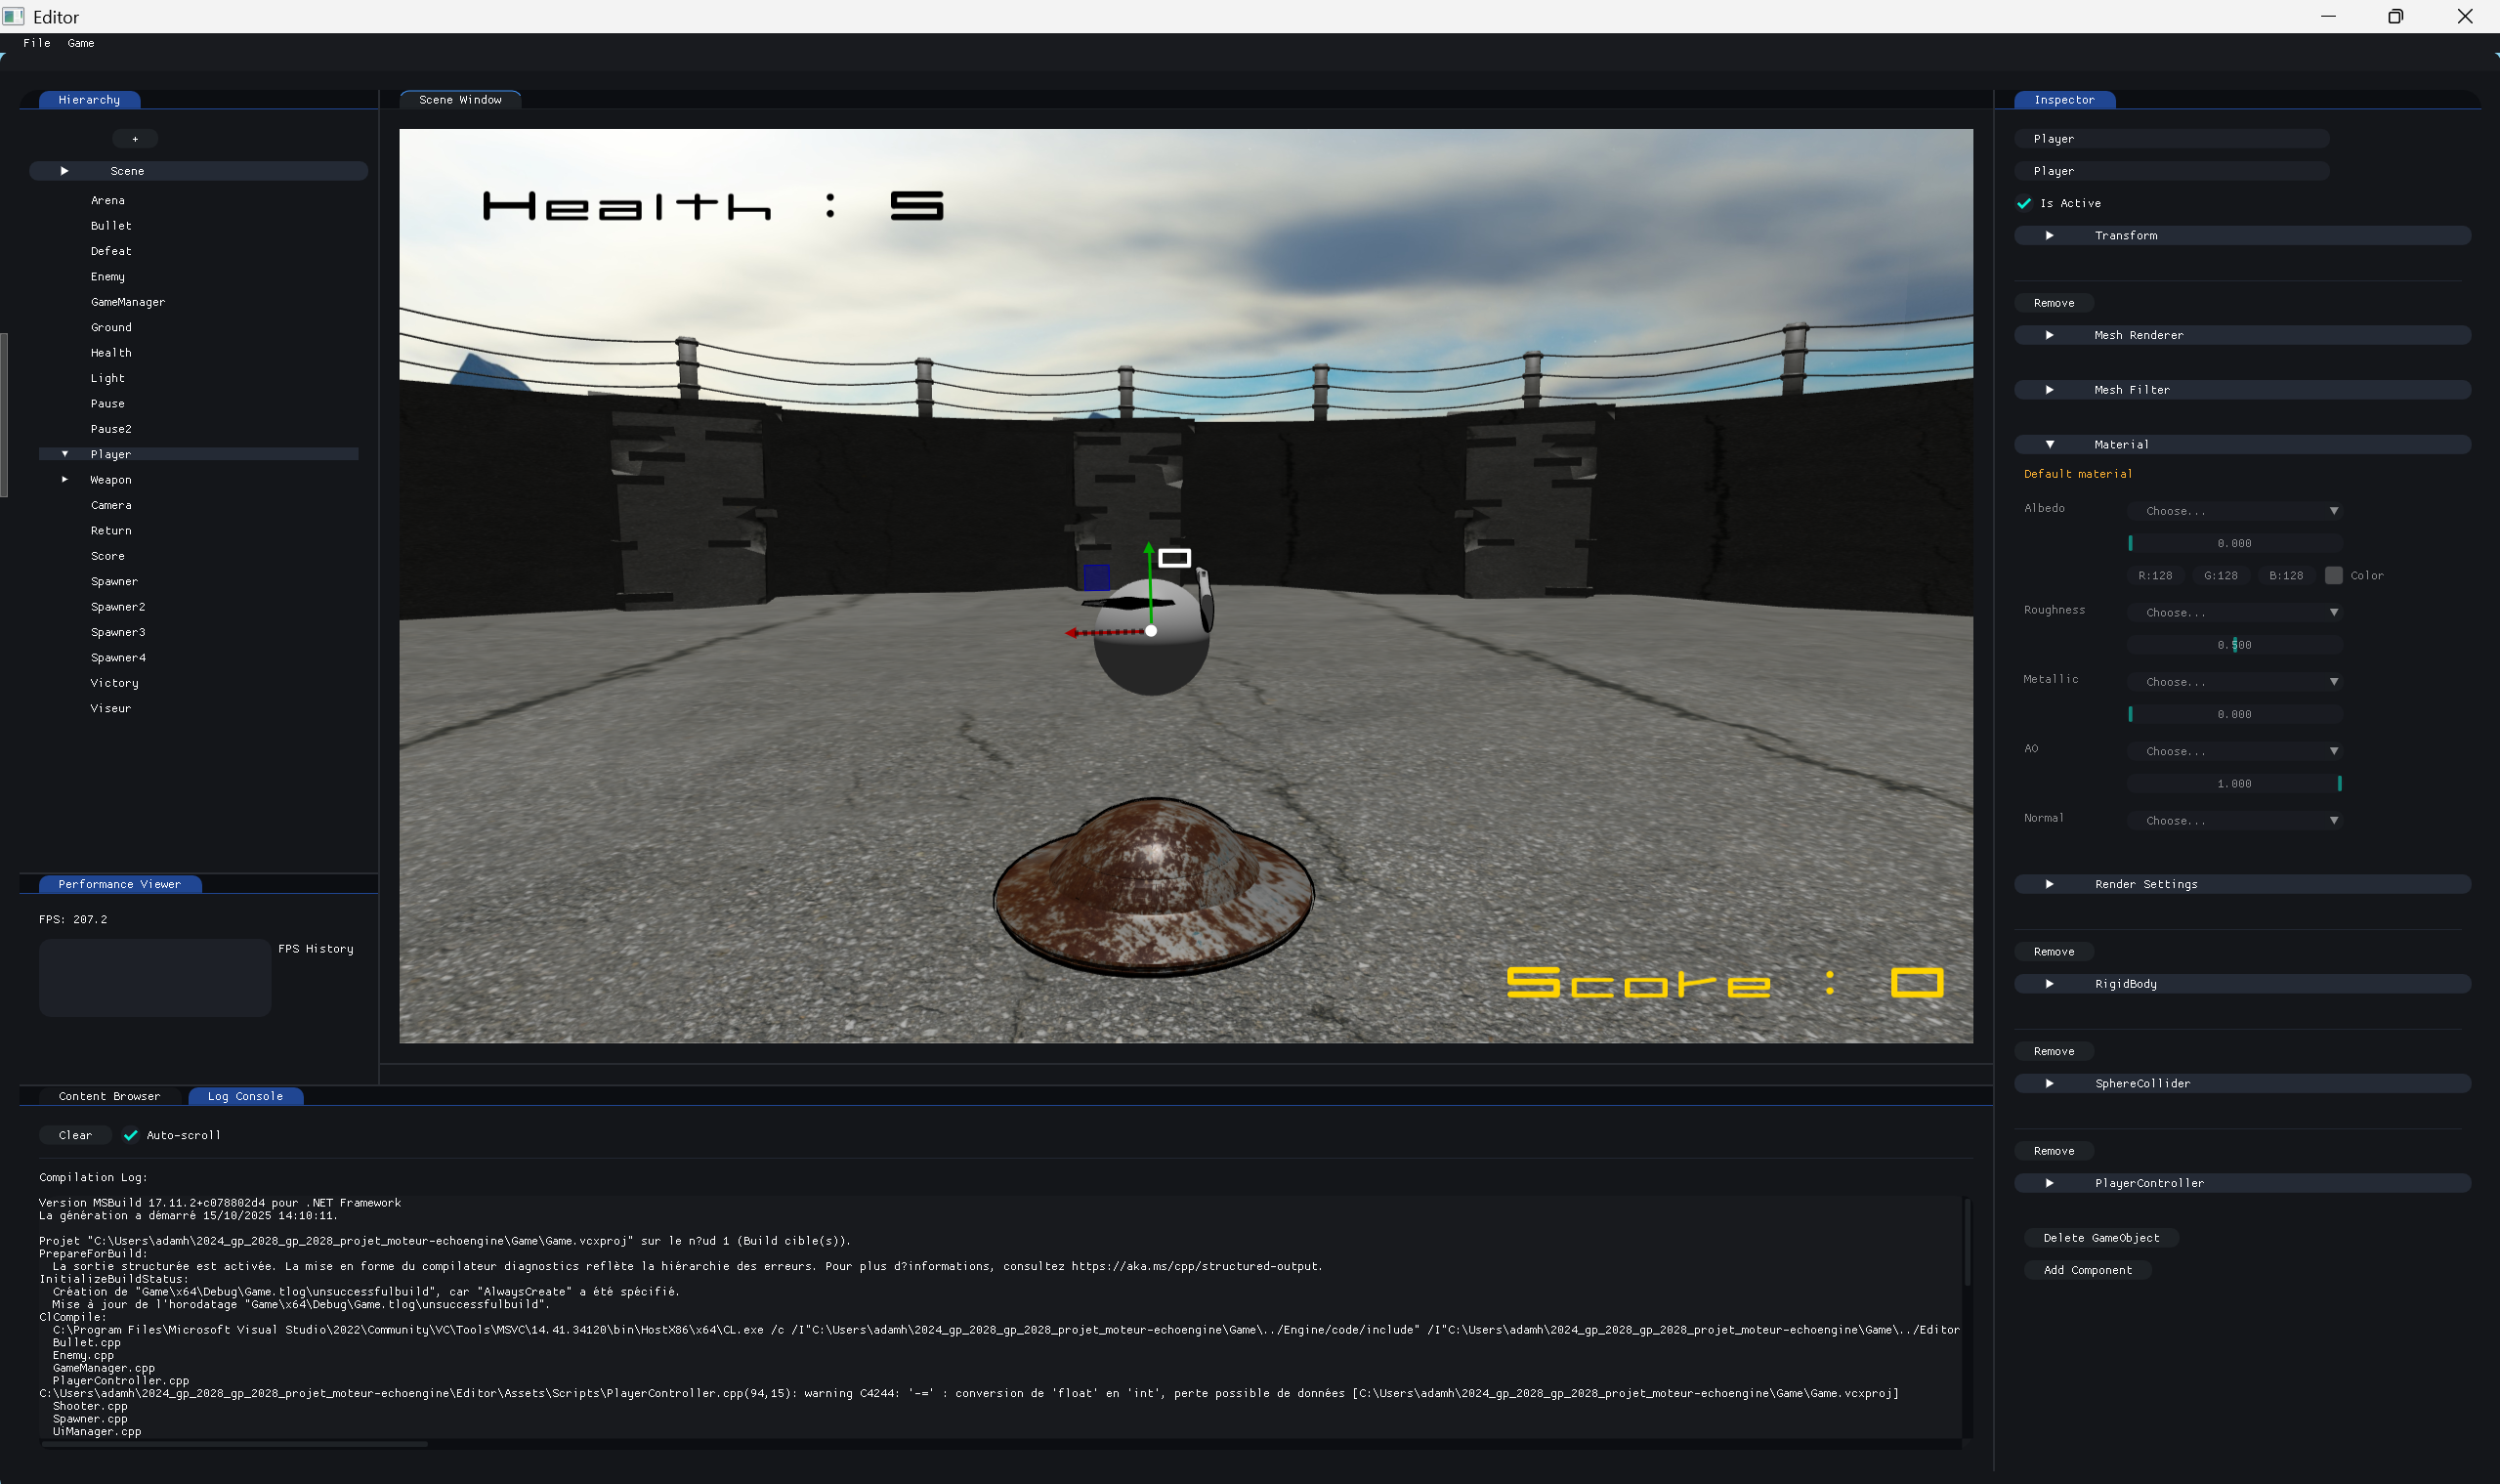 Editor
File Game
Hierarchy
+
Scene
Arena
Bullet
Defeat
Enemy
GameManager
Ground
Health
Light
Pause
Pause2
Player
Weapon
Camera
Return
Score
Spawner
Spawner2
Spawner3
Spawner4
Victory
Viseur
Performance Viewer
FPS: 207.2
FPS History
Scene Window
Health : 5
Score : 0
Content Browser Log Console
Clear Auto-scroll
Compilation Log:
Version MSBuild 17.11.2+c078802d4 pour .NET Framework
La génération a démarré 15/10/2025 14:10:11.
Projet "C:\Users\adamh\2024_gp_2028_gp_2028_projet_moteur-echoengine\Game\Game.vcxproj" sur le n?ud 1 (Build cible(s)).
PrepareForBuild:
La sortie structurée est activée. La mise en forme du compilateur diagnostics reflète la hiérarchie des erreurs. Pour plus d?informations, consultez https://aka.ms/cpp/structured-output.
InitializeBuildStatus:
Création de "Game\x64\Debug\Game.tlog\unsuccessfulbuild", car "AlwaysCreate" a été spécifié.
Mise à jour de l'horodatage "Game\x64\Debug\Game.tlog\unsuccessfulbuild".
ClCompile:
C:\Program Files\Microsoft Visual Studio\2022\Community\VC\Tools\MSVC\14.41.34120\bin\HostX86\x64\CL.exe /c /I"C:\Users\adamh\2024_gp_2028_gp_2028_projet_moteur-echoengine\Game\../Engine/code/include" /I"C:\Users\adamh\2024_gp_2028_gp_2028_projet_moteur-echoengine\Game\../Editor
Bullet.cpp
Enemy.cpp
GameManager.cpp
PlayerController.cpp
C:\Users\adamh\2024_gp_2028_gp_2028_projet_moteur-echoengine\Editor\Assets\Scripts\PlayerController.cpp(94,15): warning C4244: '-=' : conversion de 'float' en 'int', perte possible de données [C:\Users\adamh\2024_gp_2028_gp_2028_projet_moteur-echoengine\Game\Game.vcxproj]
Shooter.cpp
Spawner.cpp
UiManager.cpp
Inspector
Player
Player
Is Active
Transform
Remove
Mesh Renderer
Mesh Filter
Material
Default material
Albedo Choose...
0.000
R:128 G:128 B:128 Color
Roughness Choose...
0.500
Metallic Choose...
0.000
AO Choose...
1.000
Normal Choose...
Render Settings
Remove
RigidBody
Remove
SphereCollider
Remove
PlayerController
Delete GameObject
Add Component